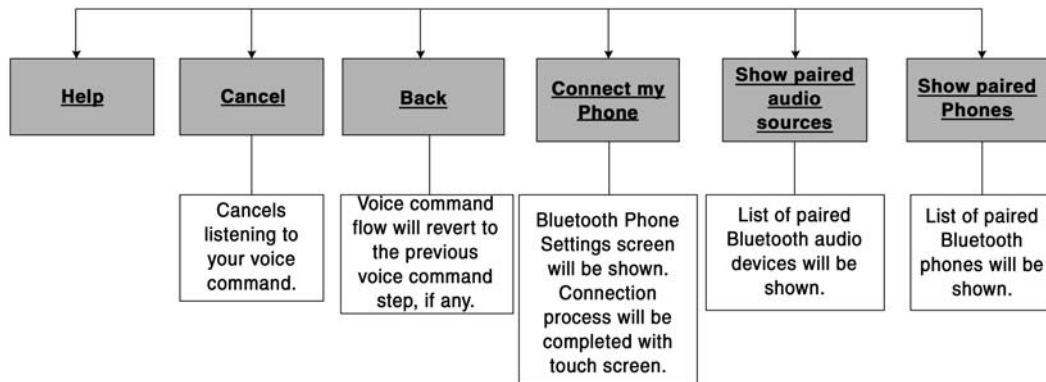 Help
Cancel
Back
Connect my
Phone
Show paired
audio
sources
Show paired
Phones
Cancels
listening to
your voice
command.
Voice command
flow will revert to
the previous
voice command
step, if any.
Bluetooth Phone
Settings screen
will be shown.
Connection
process will be
completed with
touch screen.
List of paired
Bluetooth audio
devices will be
shown.
List of paired
Bluetooth
phones will be
shown.